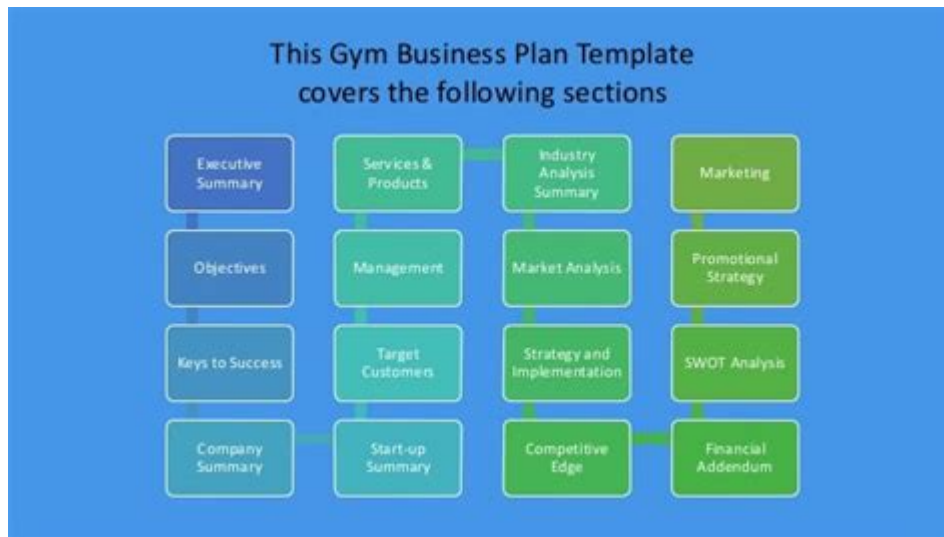 This Gym Business Plan Template
covers the following sections
Executive
Summary
Objectives
Keys to Success
Company
Summary
Start-up
Summary
Target
Customers
Management
Services &
Products
Industry
Analysis
Summary
Market Analysis
Strategy and
Implementation
Competitive
Edge
Financial
Addendum
SWOT Analysis
Promotional
Strategy
Marketing